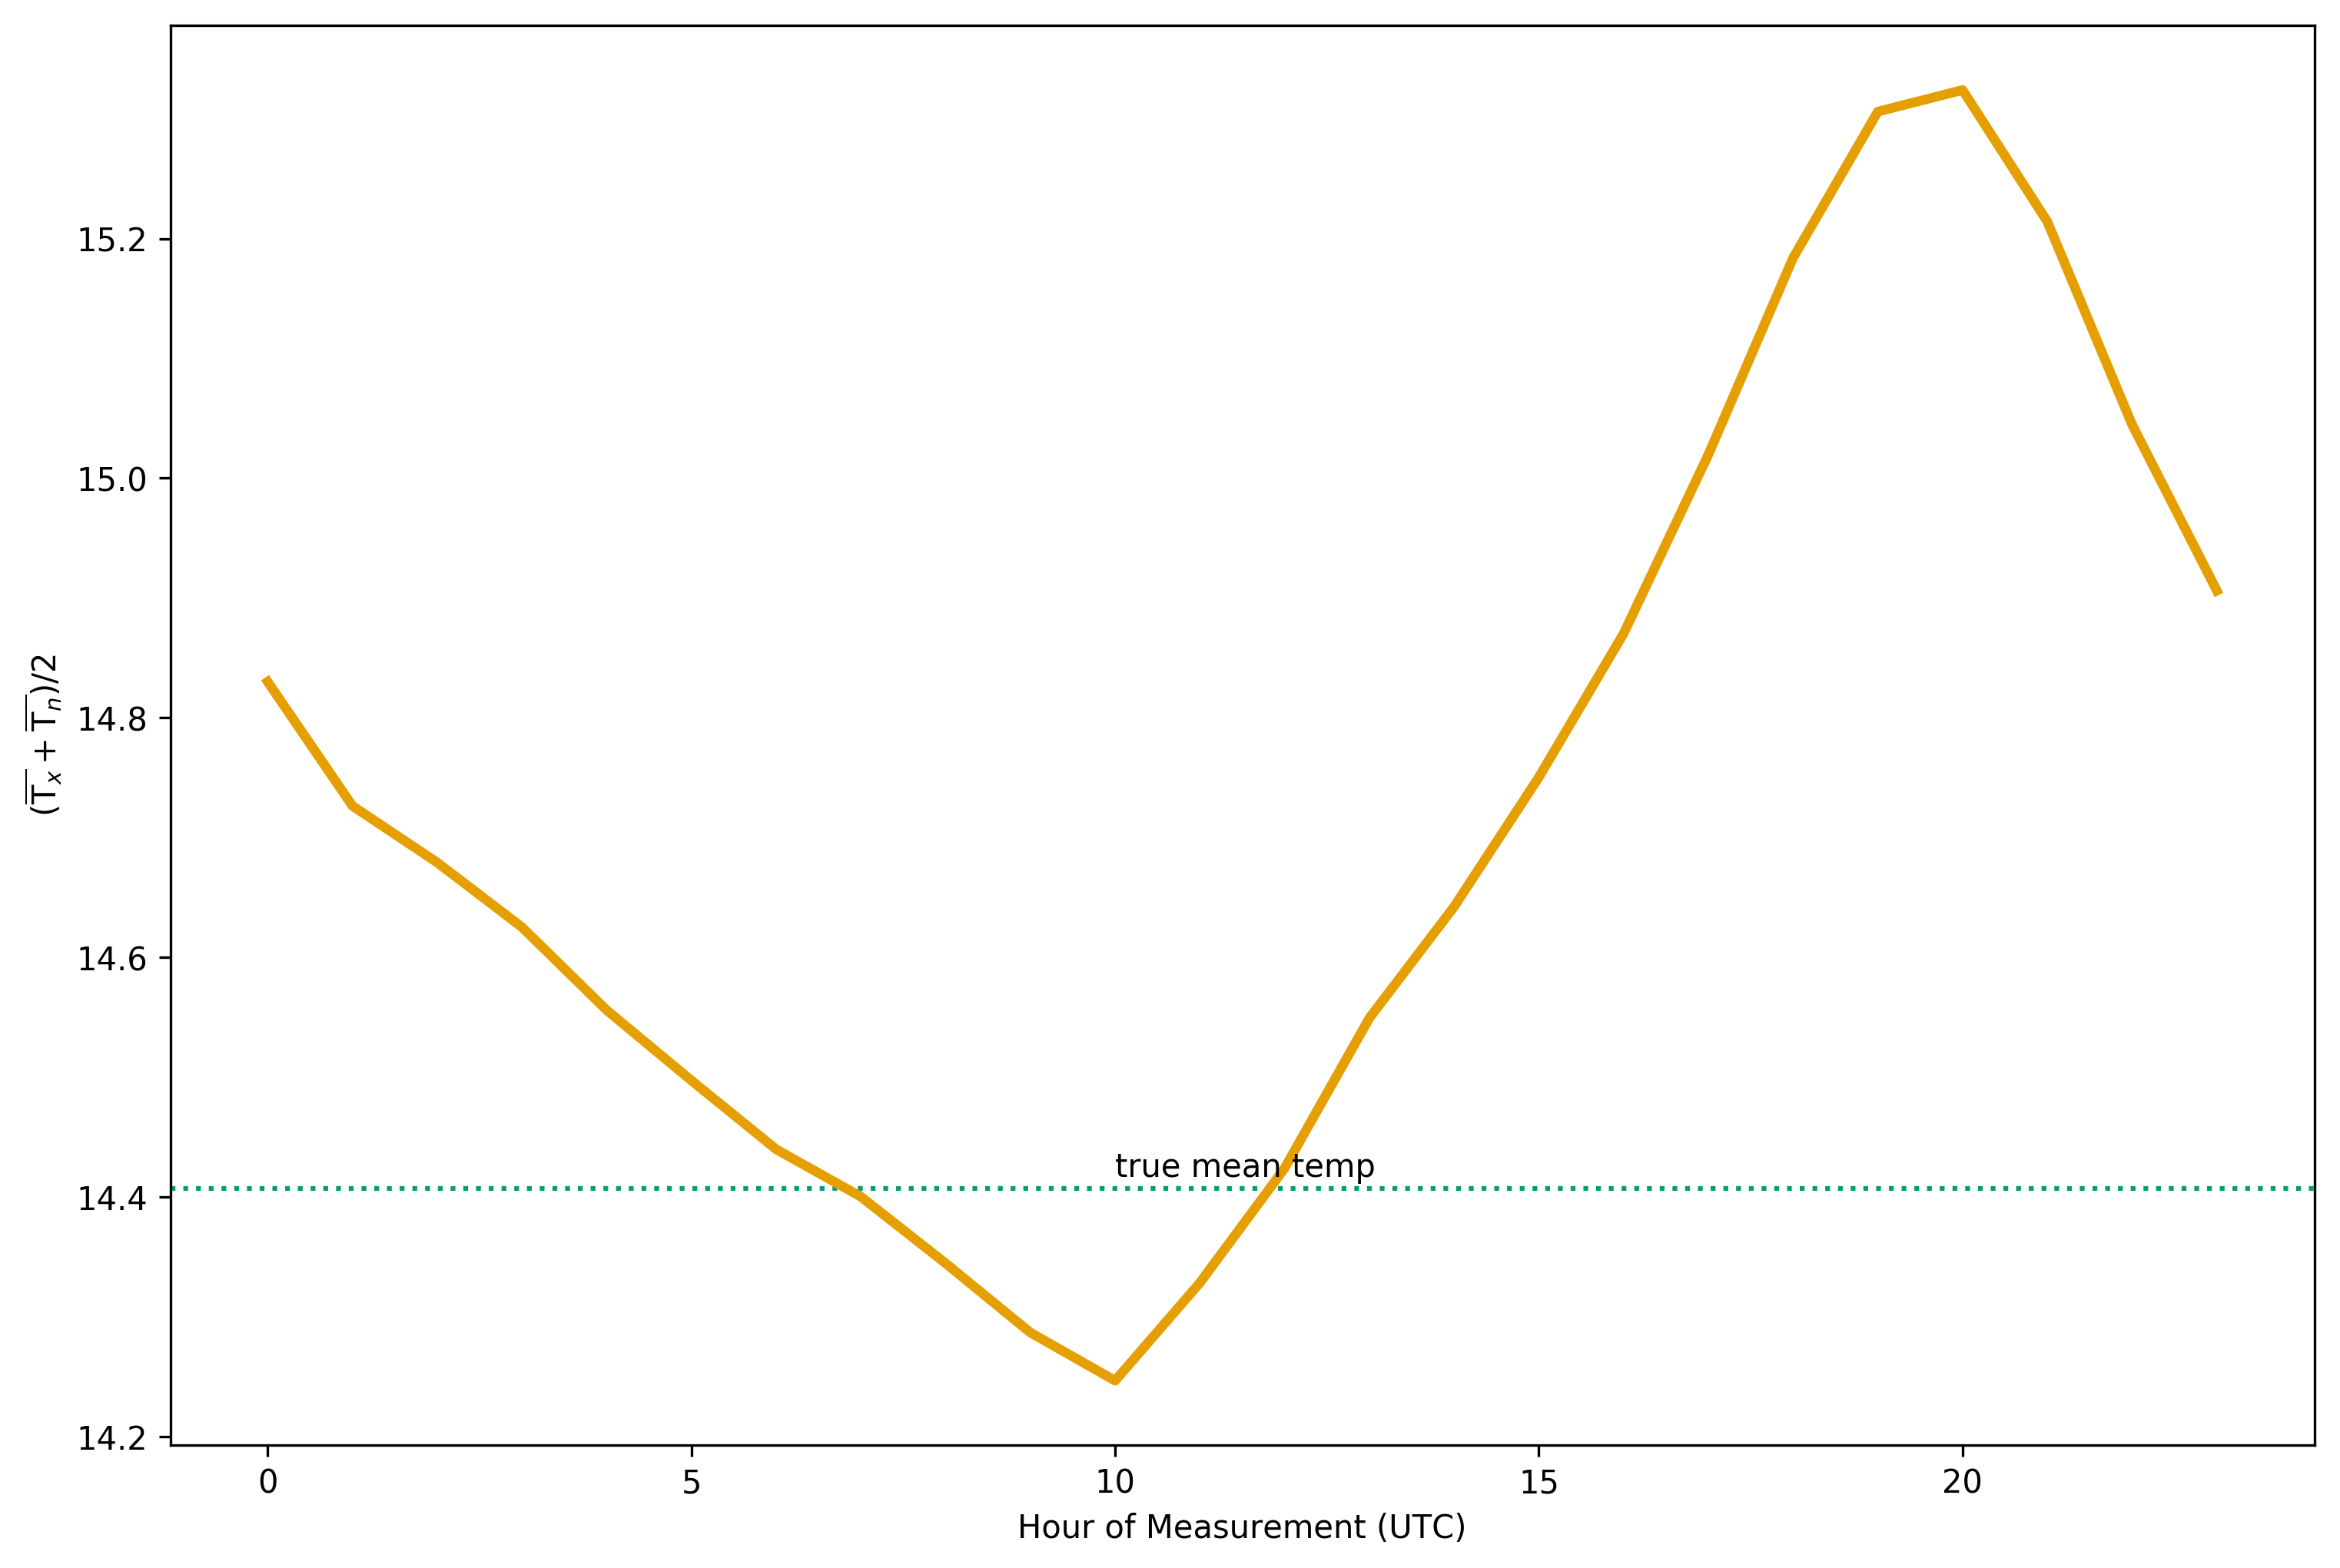 (T̅ₓ + T̅ₙ)/2
15.2
15.0
14.8
14.6
14.4
14.2
true mean temp
0 5 10 15 20
Hour of Measurement (UTC)